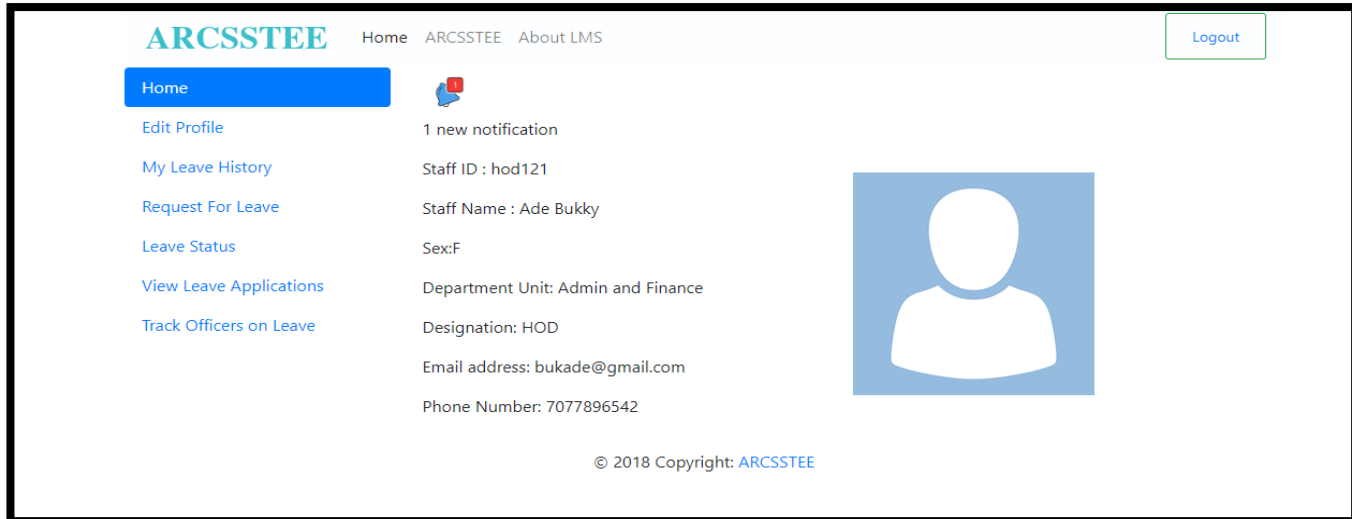 ARCSSTEE Home ARCSSTEE About LMS Logout
Home
Edit Profile
My Leave History
Request For Leave
Leave Status
View Leave Applications
Track Officers on Leave
1
1 new notification
Staff ID : hod121
Staff Name : Ade Bukky
Sex:F
Department Unit: Admin and Finance
Designation: HOD
Email address: bukade@gmail.com
Phone Number: 7077896542
© 2018 Copyright: ARCSSTEE